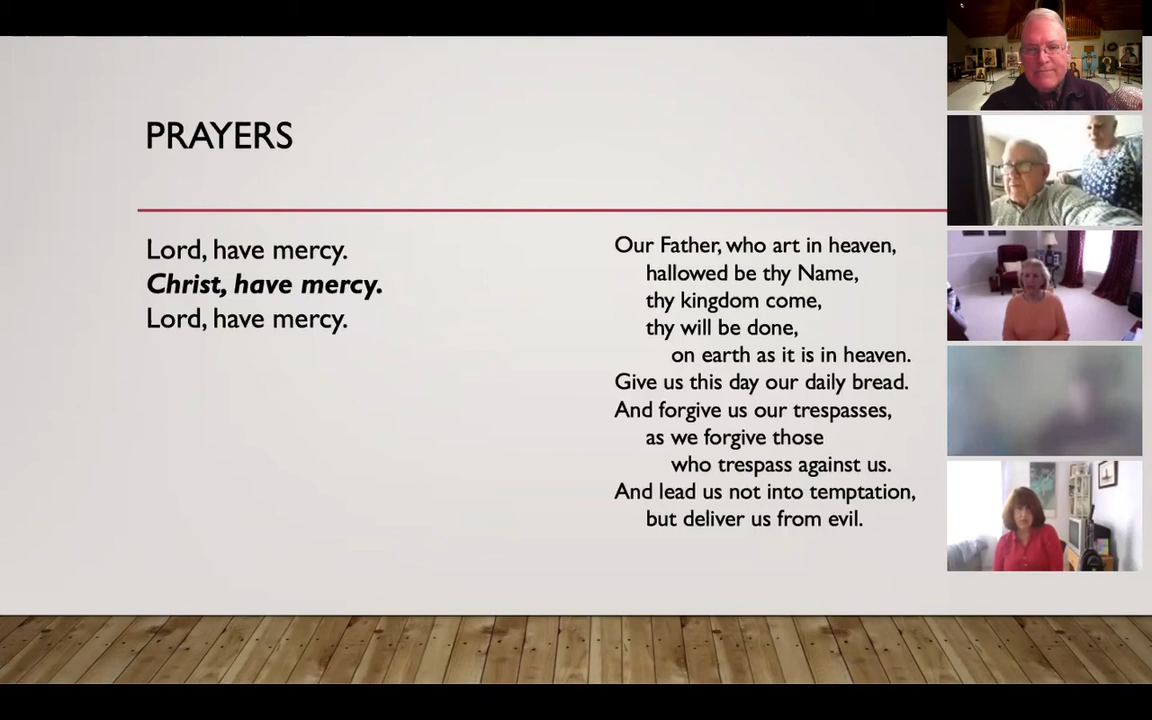 PRAYERS
Lord, have mercy.
Christ, have mercy.
Lord, have mercy.
Our Father, who art in heaven,
hallowed be thy Name,
thy kingdom come,
thy will be done,
on earth as it is in heaven.
Give us this day our daily bread.
And forgive us our trespasses,
as we forgive those
who trespass against us.
And lead us not into temptation,
but deliver us from evil.